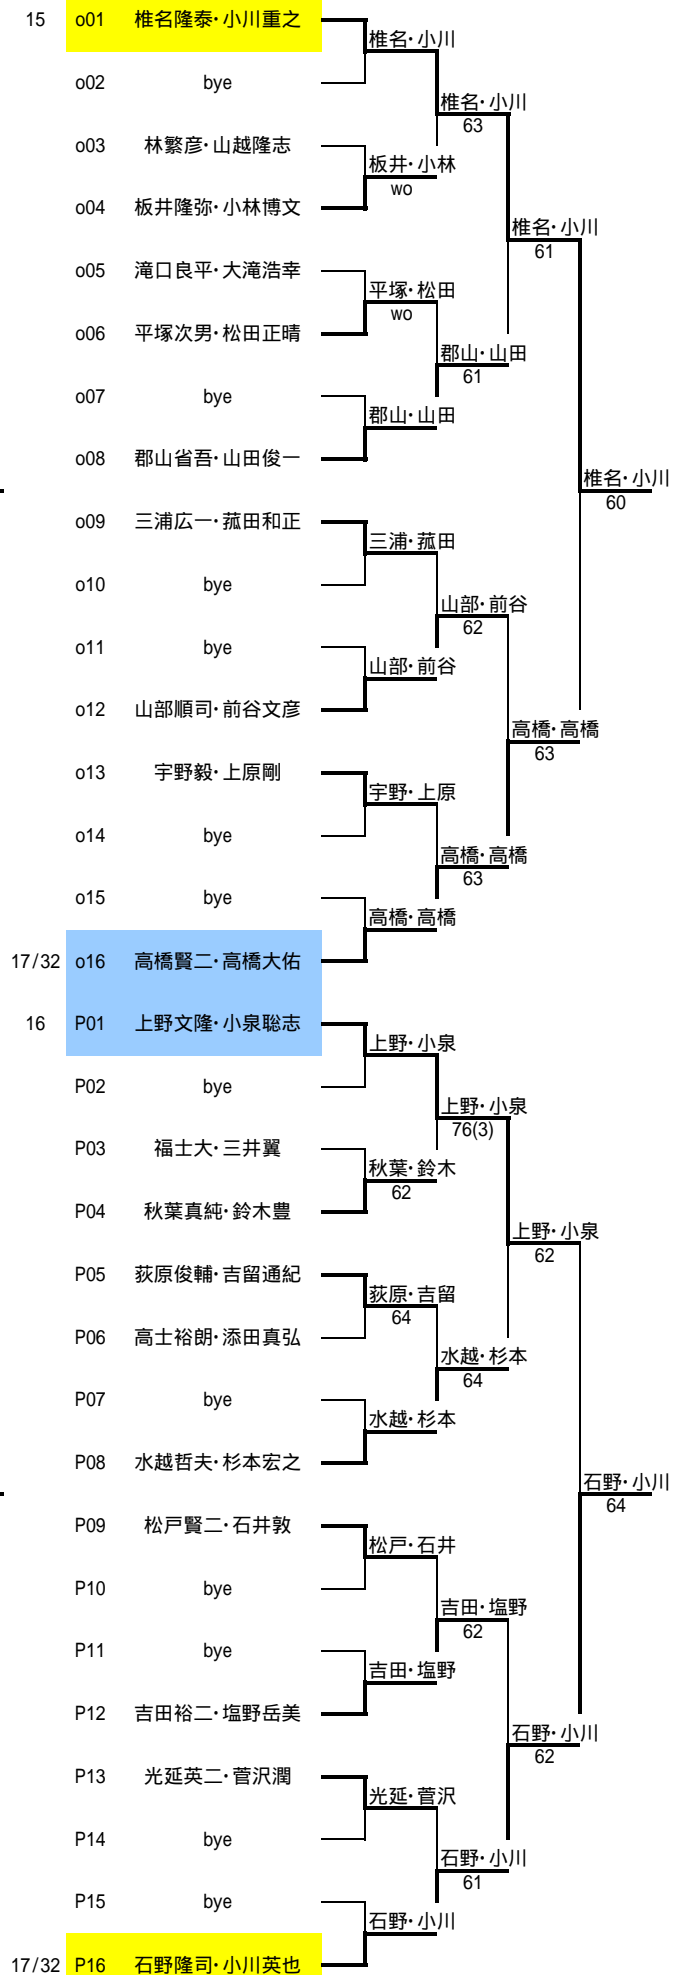 15 o01 椎名隆泰・小川重之
椎名・小川
o02 bye
椎名・小川
63
o03 林繁彦・山越隆志
板井・小林
wo
o04 板井隆弥・小林博文
椎名・小川
61
o05 滝口良平・大滝浩幸
平塚・松田
wo
o06 平塚次男・松田正晴
郡山・山田
61
o07 bye
郡山・山田
o08 郡山省吾・山田俊一
椎名・小川
60
o09 三浦広一・菰田和正
三浦・菰田
o10 bye
山部・前谷
62
o11 bye
山部・前谷
o12 山部順司・前谷文彦
高橋・高橋
63
o13 宇野毅・上原剛
宇野・上原
o14 bye
高橋・高橋
63
o15 bye
高橋・高橋
17/32 o16 高橋賢二・高橋大佑
16 P01 上野文隆・小泉聡志
上野・小泉
P02 bye
上野・小泉
76(3)
P03 福士大・三井翼
秋葉・鈴木
62
P04 秋葉真純・鈴木豊
上野・小泉
62
P05 荻原俊輔・吉留通紀
荻原・吉留
64
P06 高士裕朗・添田真弘
水越・杉本
64
P07 bye
水越・杉本
P08 水越哲夫・杉本宏之
石野・小川
64
P09 松戸賢二・石井敦
松戸・石井
P10 bye
吉田・塩野
62
P11 bye
吉田・塩野
P12 吉田裕二・塩野岳美
石野・小川
62
P13 光延英二・菅沢潤
光延・菅沢
P14 bye
石野・小川
61
P15 bye
石野・小川
17/32 P16 石野隆司・小川英也